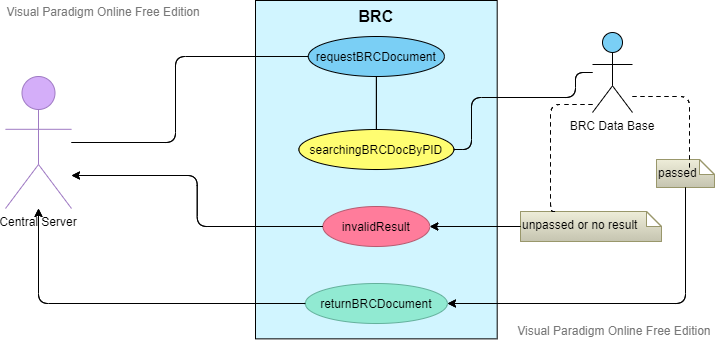 Visual Paradigm Online Free Edition
BRC
requestBRCDocument
BRC Data Base
searchingBRCDocByPID
passed
Central Server
invalidResult
unpassed or no result
returnBRCDocument
Visual Paradigm Online Free Edition